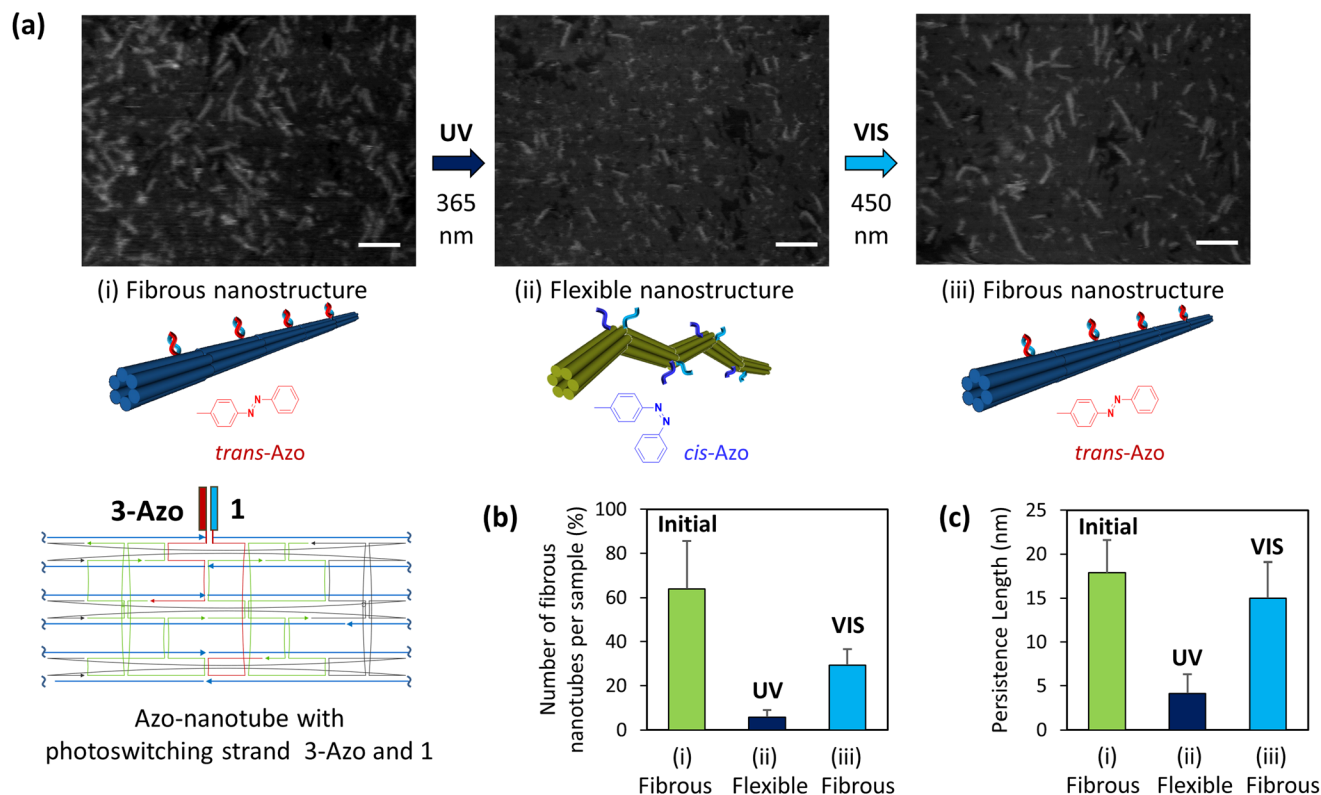 (a)
UV
365
nm
VIS
450
nm
(i) Fibrous nanostructure
(ii) Flexible nanostructure
(iii) Fibrous nanostructure
N
N
trans-Azo
N
N
cis-Azo
N
N
trans-Azo
3-Azo 1
Azo-nanotube with
photoswitching strand 3-Azo and 1
(b)
Number of fibrous
nanotubes per sample (%)
100
80
60
40
20
0
Initial
UV
VIS
(i)
Fibrous
(ii)
Flexible
(iii)
Fibrous
(c)
Persistence Length (nm)
25
20
15
10
5
0
Initial
UV
VIS
(i)
Fibrous
(ii)
Flexible
(iii)
Fibrous